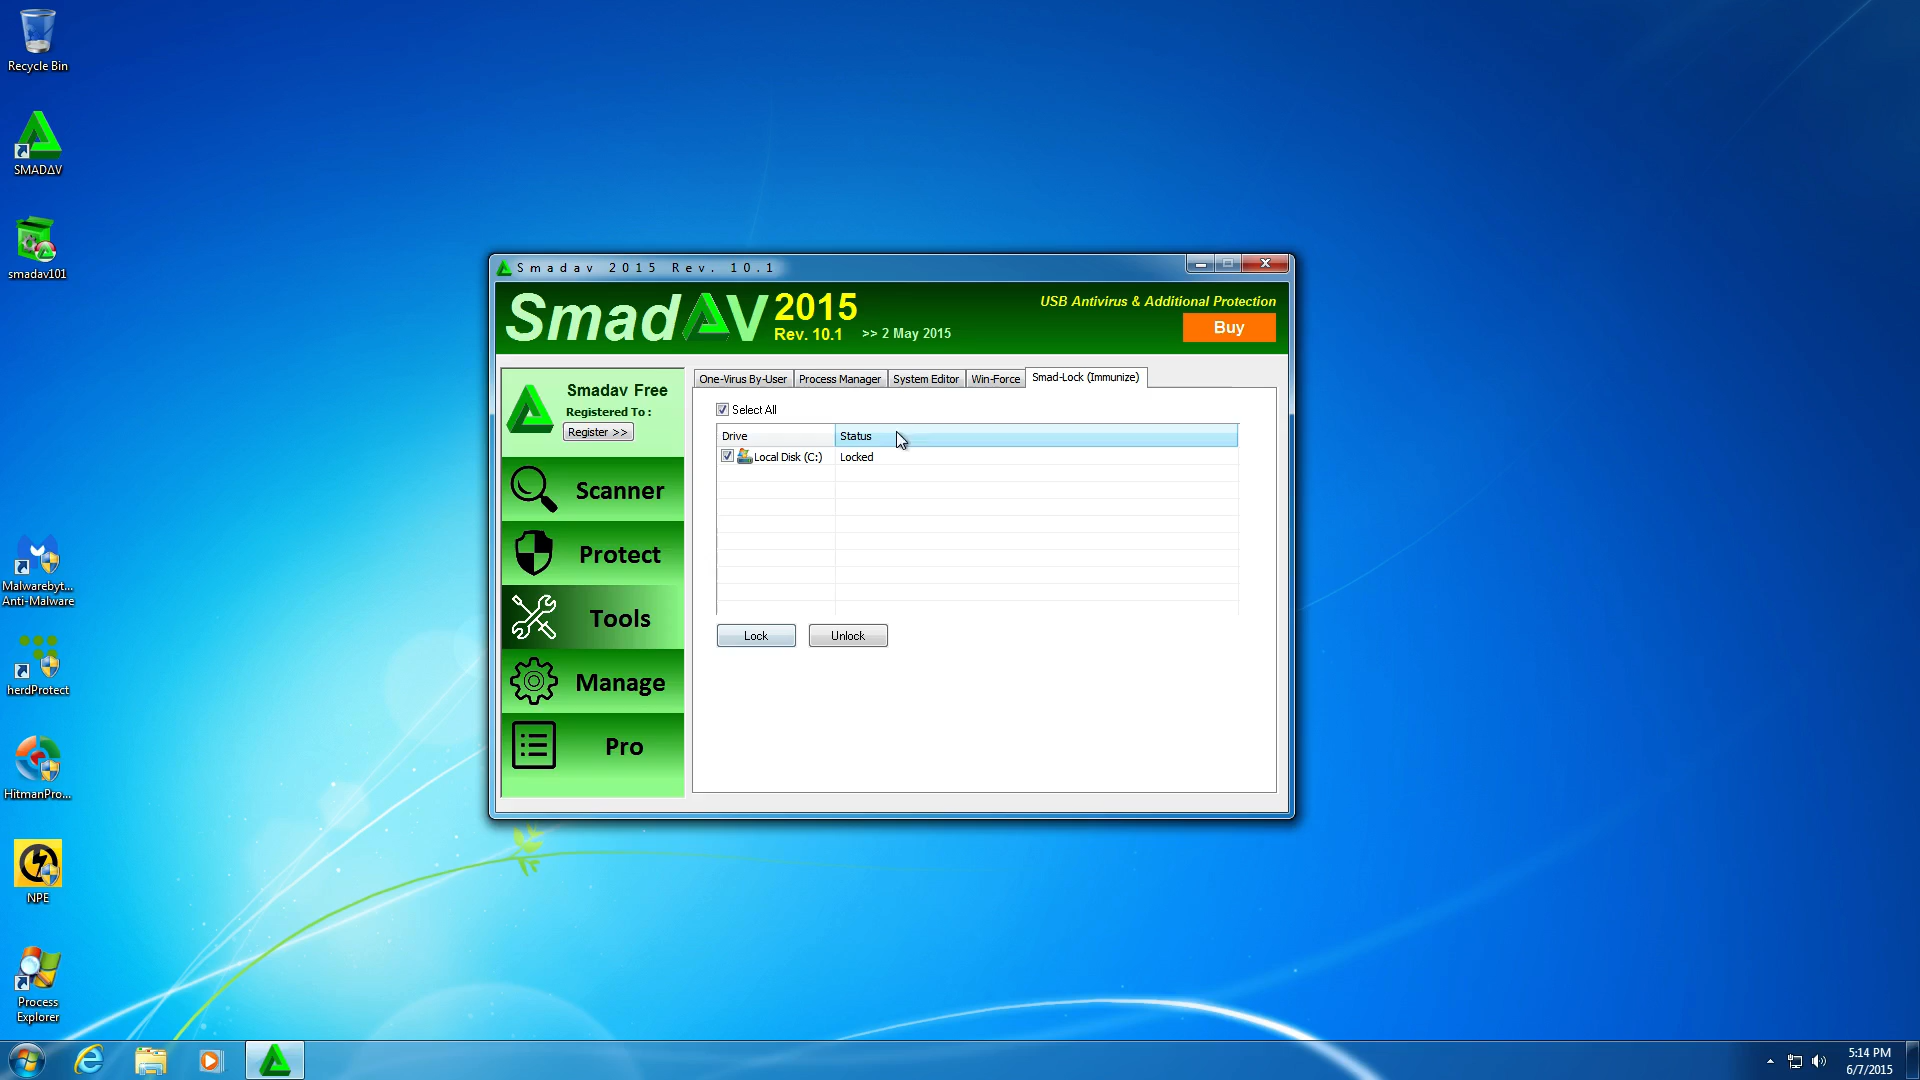 Recycle Bin
SMADΔV
smadav101
Malwarebyt...
Anti-Malware
herdProtect
HitmanPro...
NPE
Process
Explorer
Smadav 2015 Rev. 10.1
SmadΔV 2015
Rev. 10.1 >> 2 May 2015
USB Antivirus & Additional Protection
Buy
Smadav Free
Registered To :
Register >>
Scanner
Protect
Tools
Manage
Pro
One-Virus By-User Process Manager System Editor Win-Force Smad-Lock (Immunize)
Select All
Drive Status
Local Disk (C:) Locked
Lock Unlock
5:14 PM
6/7/2015